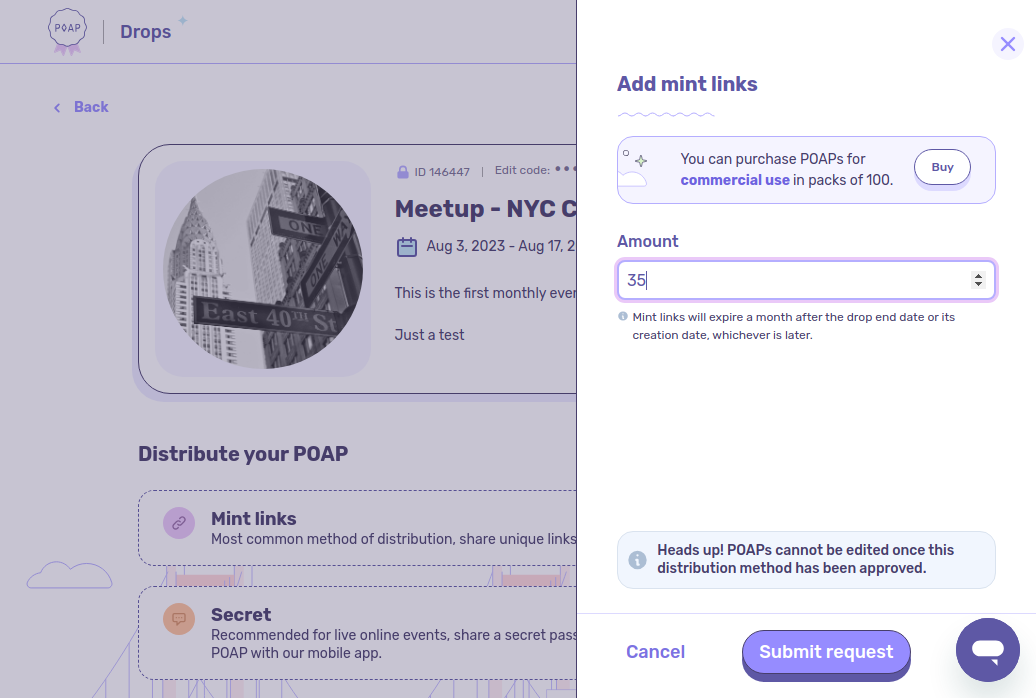 POAP
Drops
Back
ID 146447 | Edit code: •••
Meetup - NYC C
Aug 3, 2023 - Aug 17, 2
This is the first monthly ever
Just a test
ONE
ONE WAY
East 40TH St
Distribute your POAP
Mint links
Most common method of distribution, share unique links
Secret
Recommended for live online events, share a secret pass
POAP with our mobile app.
Add mint links
You can purchase POAPs for
commercial use in packs of 100.
Buy
Amount
35
Mint links will expire a month after the drop end date or its
creation date, whichever is later.
Heads up! POAPs cannot be edited once this
distribution method has been approved.
Cancel
Submit request